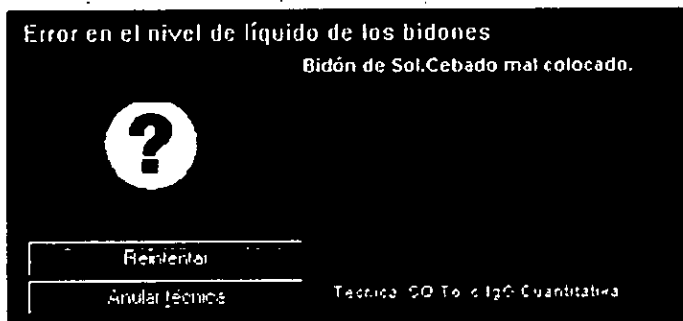 Error en el nivel de líquido de los bidones
Bidón de Sol.Cebado mal colocado.
?
Reintentar
Anular técnica
Técnica: IgG Cuantitativa